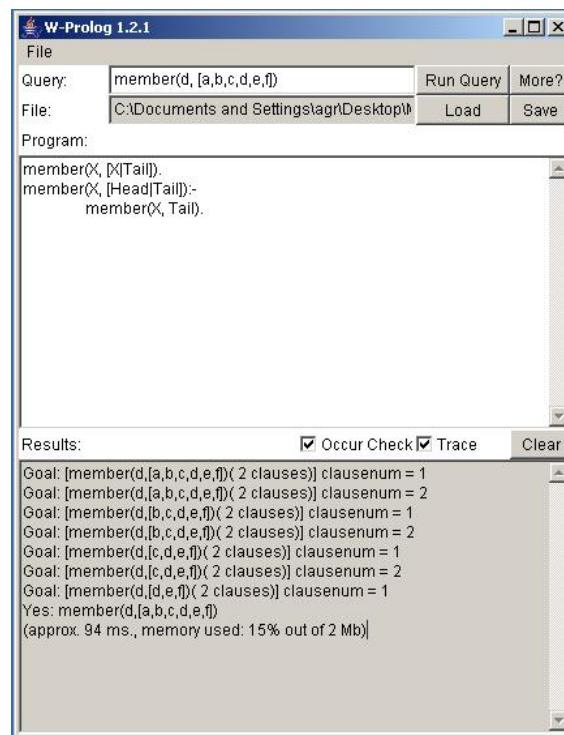 W-Prolog 1.2.1
File
Query: member(d, [a,b,c,d,e,f]) Run Query More?
File: C:\Documents and Settings\agr\Desktop\ Load Save
Program:
member(X, [X|Tail]).
member(X, [Head|Tail]):-
member(X, Tail).
Results: Occur Check Trace Clear
Goal: [member(d,[a,b,c,d,e,f])( 2 clauses)] clausenum = 1
Goal: [member(d,[a,b,c,d,e,f])( 2 clauses)] clausenum = 2
Goal: [member(d,[b,c,d,e,f])( 2 clauses)] clausenum = 1
Goal: [member(d,[b,c,d,e,f])( 2 clauses)] clausenum = 2
Goal: [member(d,[c,d,e,f])( 2 clauses)] clausenum = 1
Goal: [member(d,[c,d,e,f])( 2 clauses)] clausenum = 2
Goal: [member(d,[d,e,f])( 2 clauses)] clausenum = 1
Yes: member(d,[a,b,c,d,e,f])
(approx. 94 ms., memory used: 15% out of 2 Mb)